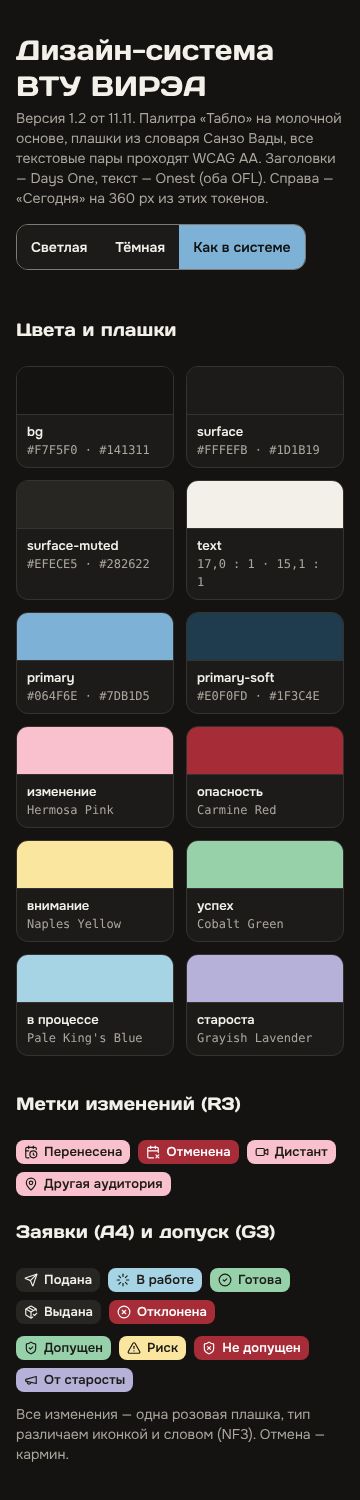 Дизайн-система
ВТУ ВИРЭА
Версия 1.2 от 11.11. Палитра «Табло» на молочной
основе, плашки из словаря Санзо Вады, все
текстовые пары проходят WCAG AA. Заголовки
— Days One, текст — Onest (оба OFL). Справа —
«Сегодня» на 360 px из этих токенов.
Светлая Тёмная Как в системе
Цвета и плашки
bg surface
#F7F5F0 · #141311 #FFFEFB · #1D1B19
surface-muted text
#EFECE5 · #282622 17,0 : 1 · 15,1 :
1
primary primary-soft
#064F6E · #7DB1D5 #E0F0FD · #1F3C4E
изменение опасность
Hermosa Pink Carmine Red
внимание успех
Naples Yellow Cobalt Green
в процессе староста
Pale King's Blue Grayish Lavender
Метки изменений (R3)
Перенесена Отменена Дистант
Другая аудитория
Заявки (A4) и допуск (G3)
Подана В работе Готова
Выдана Отклонена
Допущен Риск Не допущен
От старосты
Все изменения — одна розовая плашка, тип
различаем иконкой и словом (NF3). Отмена —
кармин.